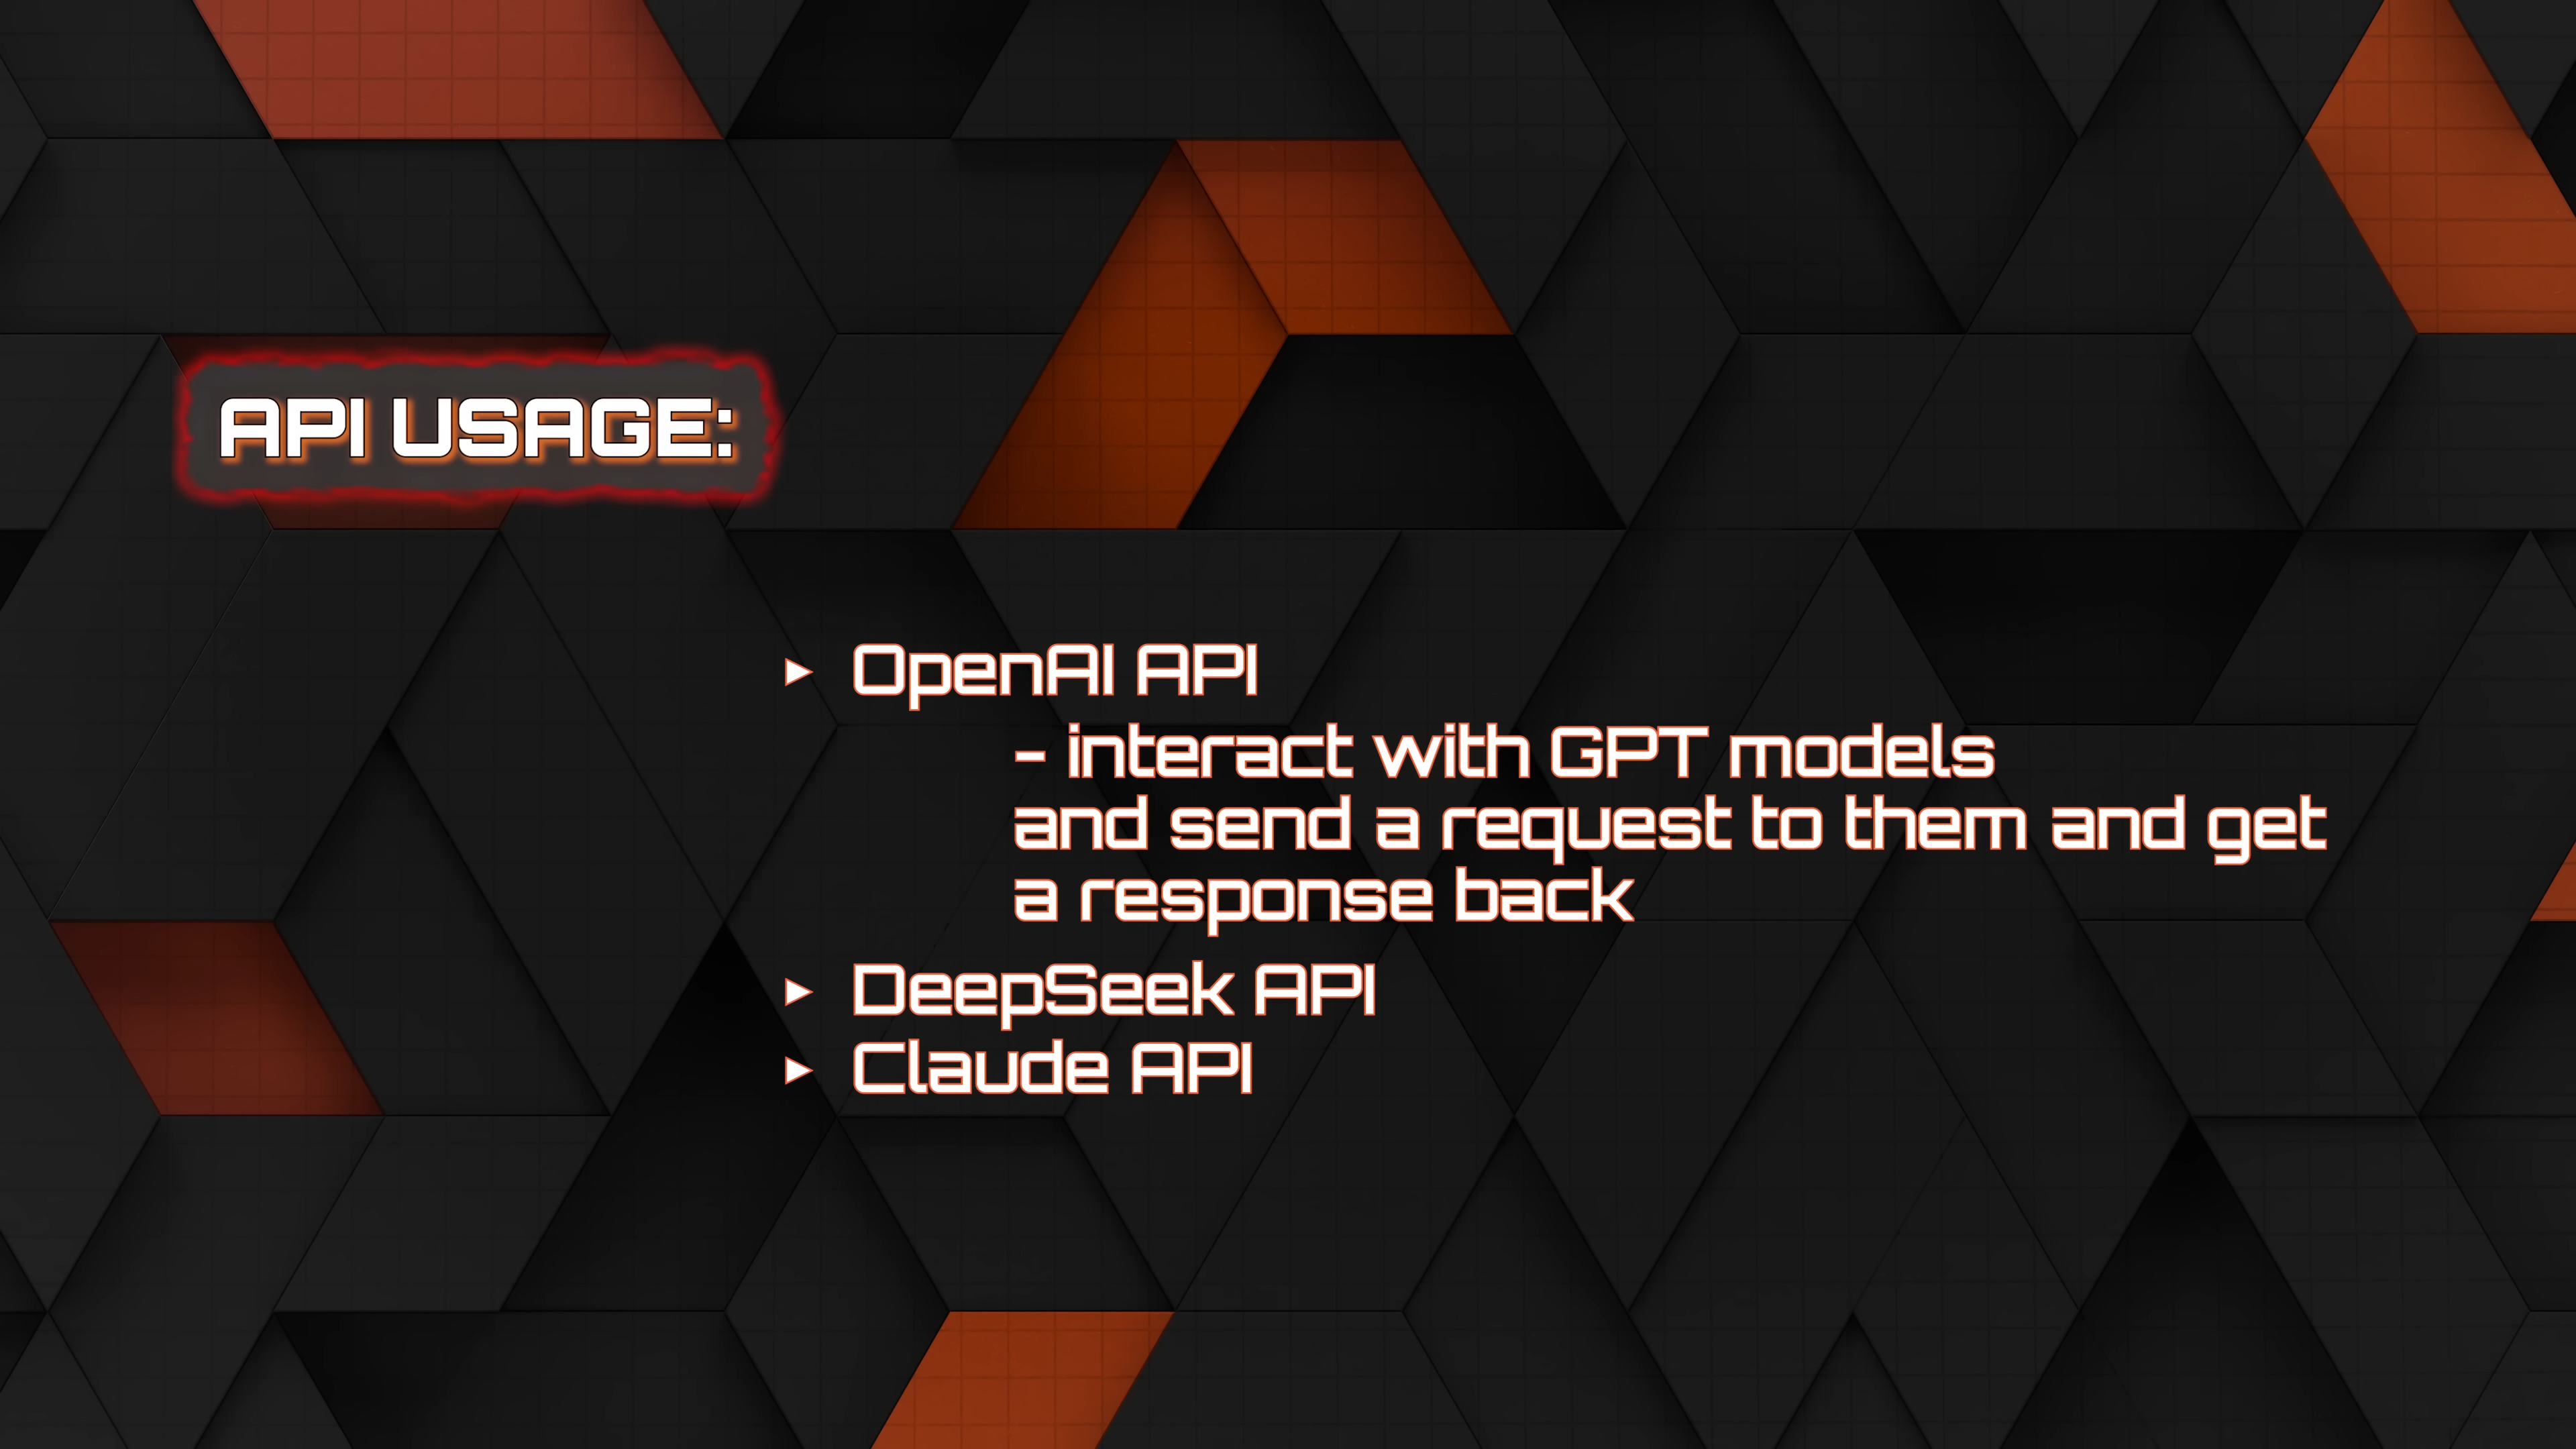 API USAGE:
► OpenAI API
- interact with GPT models
and send a request to them and get
a response back
► DeepSeek API
► Claude API